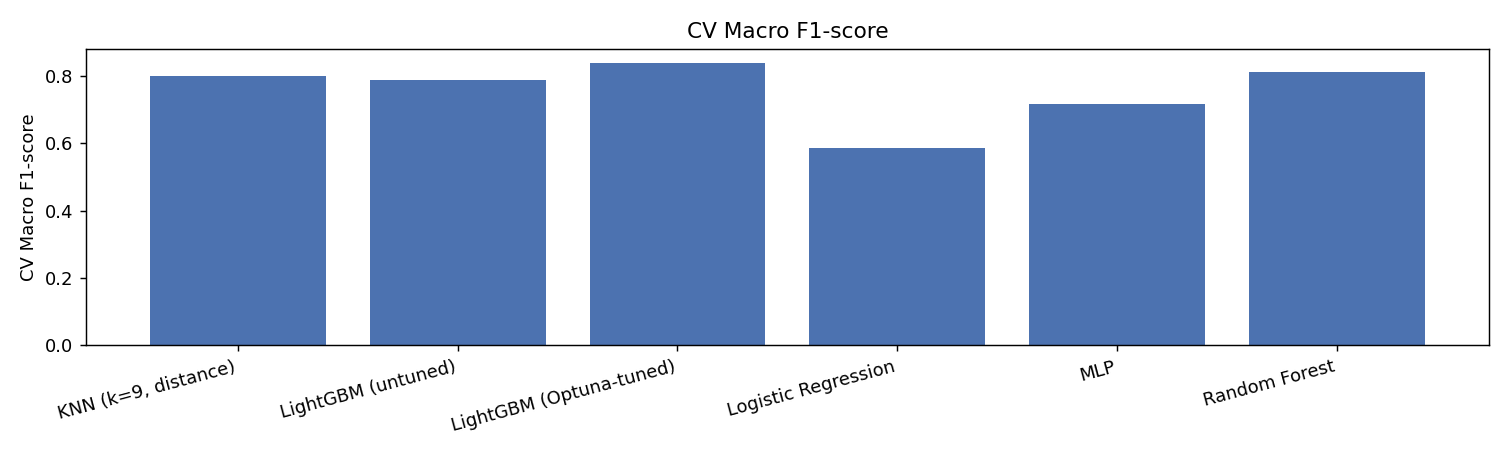 CV Macro F1-score
CV Macro F1-score
0.8
0.6
0.4
0.2
0.0
KNN (k=9, distance)
LightGBM (untuned)
LightGBM (Optuna-tuned)
Logistic Regression
MLP
Random Forest